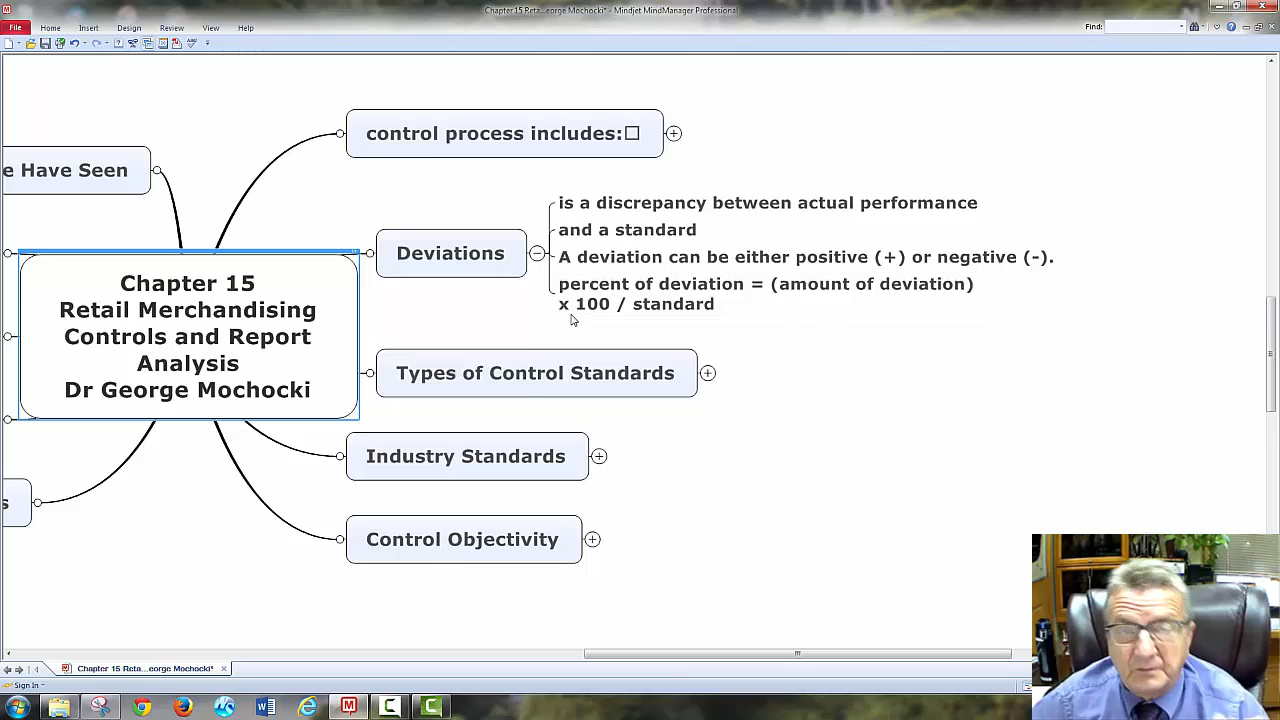 Chapter 15 Reta...eorge Mochocki* - Mindjet MindManager Professional
File Home Insert Design Review View Help
Find:
control process includes:☐
e Have Seen
Deviations
is a discrepancy between actual performance
and a standard
A deviation can be either positive (+) or negative (-).
percent of deviation = (amount of deviation)
x 100 / standard
Chapter 15
Retail Merchandising
Controls and Report
Analysis
Dr George Mochocki
Types of Control Standards
Industry Standards
s
Control Objectivity
Chapter 15 Reta...eorge Mochocki*
Sign In